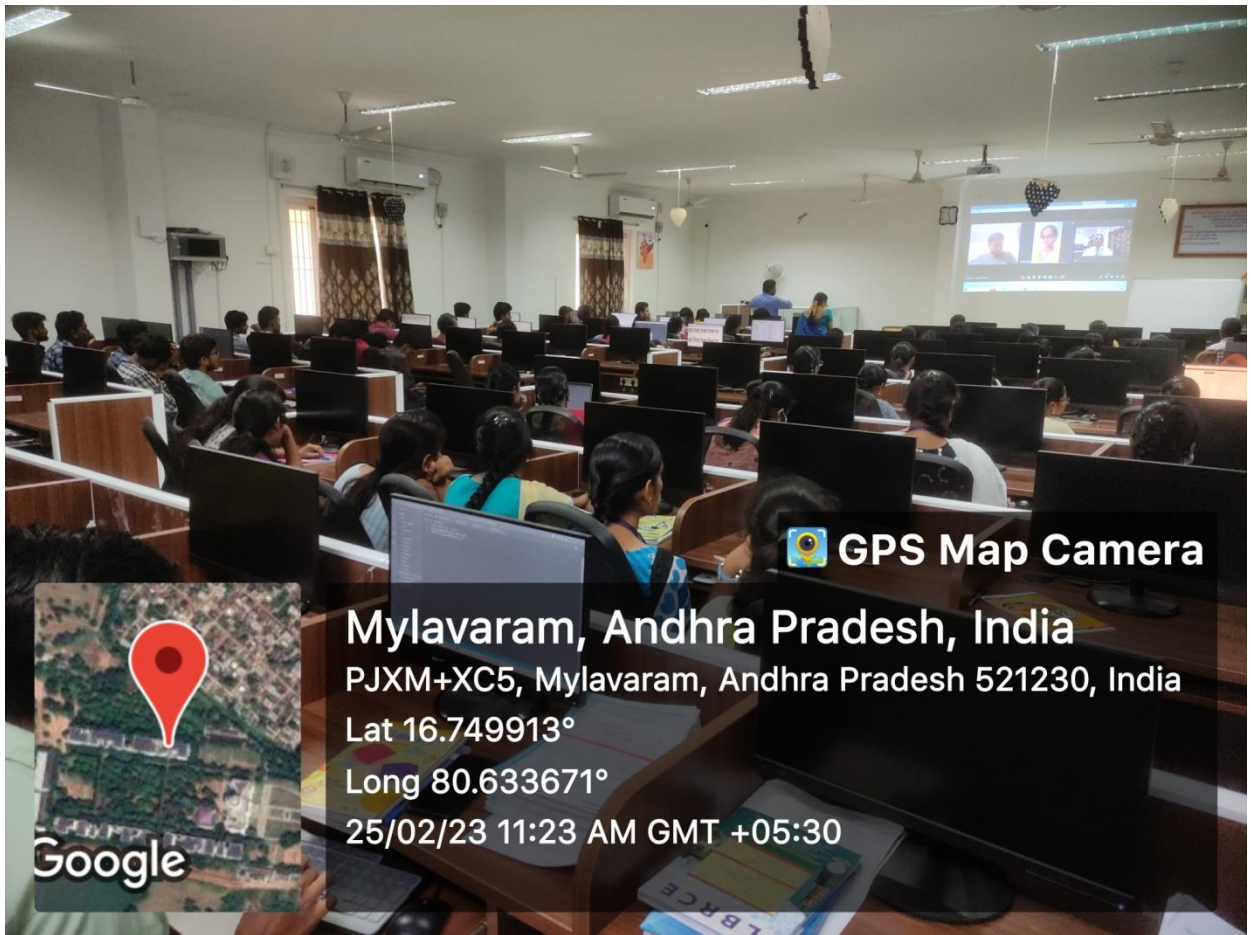 GPS Map Camera
Mylavaram, Andhra Pradesh, India
PJXM+XC5, Mylavaram, Andhra Pradesh 521230, India
Lat 16.749913°
Long 80.633671°
25/02/23 11:23 AM GMT +05:30
Google
LBRCE